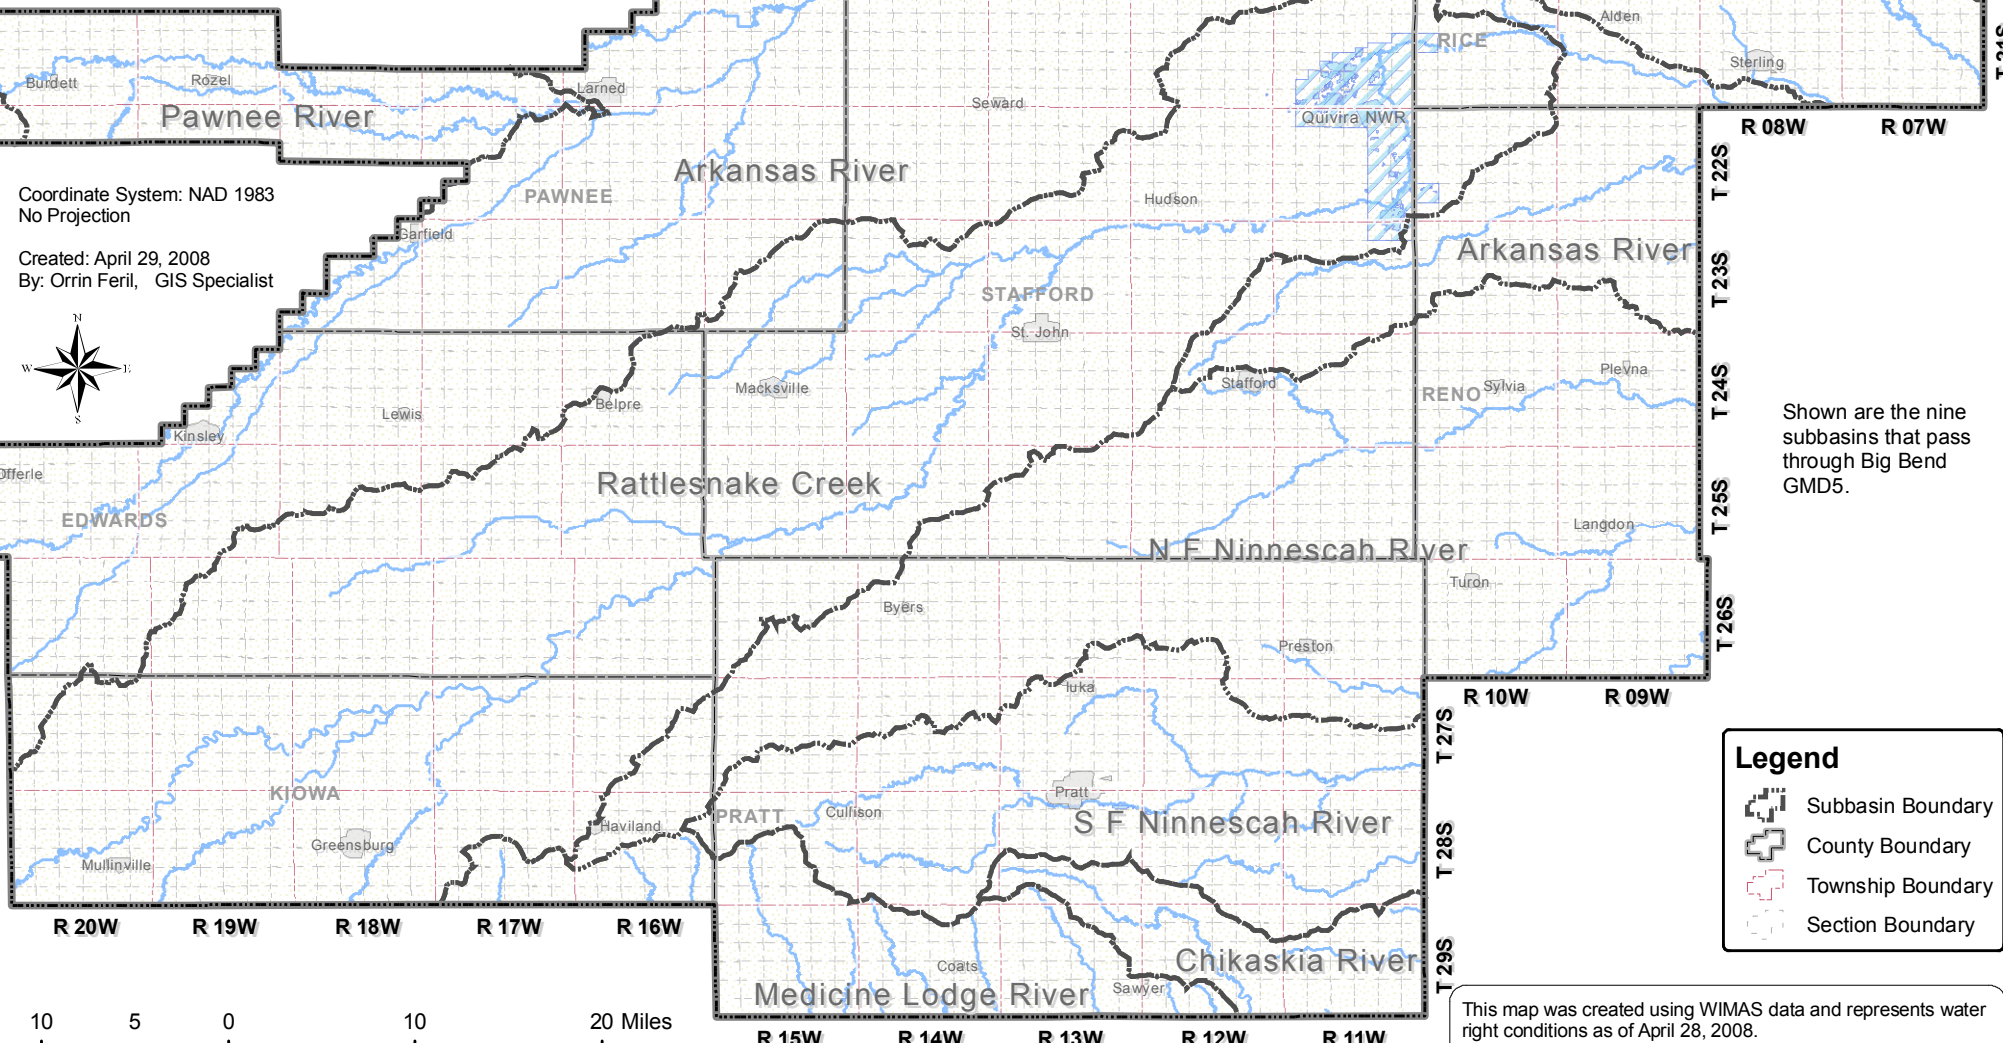 Alden
RICE
T 21S
Burdett
Rozel
Larned
Sterling
Seward
Pawnee River
Quivira NWR
R 08W
R 07W
Arkansas River
T 22S
Coordinate System: NAD 1983
No Projection
PAWNEE
Hudson
Garfield
Arkansas River
Created: April 29, 2008
By: Orrin Feril, GIS Specialist
STAFFORD
T 23S
N
W
E
S
St. John
Macksville
Stafford
Plevna
Sylvia
RENO
T 24S
Lewis
Belpre
Kinsley
Shown are the nine
subbasins that pass
through Big Bend
GMD5.
Offerle
Rattlesnake Creek
EDWARDS
T 25S
Langdon
N F Ninnescah River
Turon
Byers
T 26S
Preston
Iuka
R 10W
R 09W
T 27S
Legend
Subbasin Boundary
County Boundary
Township Boundary
Section Boundary
KIOWA
Pratt
PRATT
Cullison
S F Ninnescah River
Haviland
Greensburg
Mullinville
T 28S
R 20W
R 19W
R 18W
R 17W
R 16W
Coats
Chikaskia River
T 29S
Medicine Lodge River
Sawyer
10 5 0 10 20 Miles
This map was created using WIMAS data and represents water
right conditions as of April 28, 2008.
R 15W
R 14W
R 13W
R 12W
R 11W